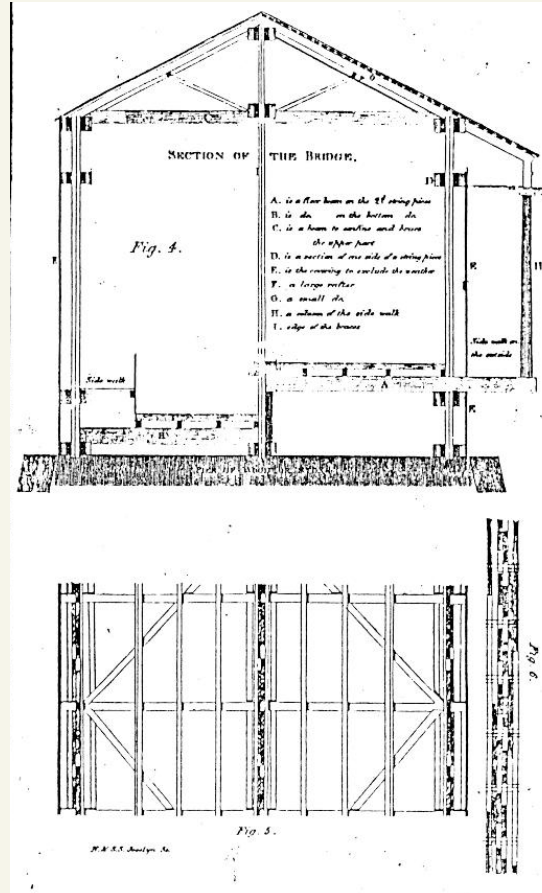 SECTION OF THE BRIDGE.
Fig. 4.
A. is a floor beam on the 2d string piece
B. is do. on the bottom do.
C. is a beam to confine and brace
the upper part
D. is a section of one side of a string piece
E. is the covering to exclude the weather
F. a large rafter
G. a small do.
H. a column of the side walk
I. edge of the braces
I
D
E
E
H
Side walk
Side walk on
the outside
A
B
E
Fig. 5.
Fig. 6.
N. & S.S. Jocelyn Sc.